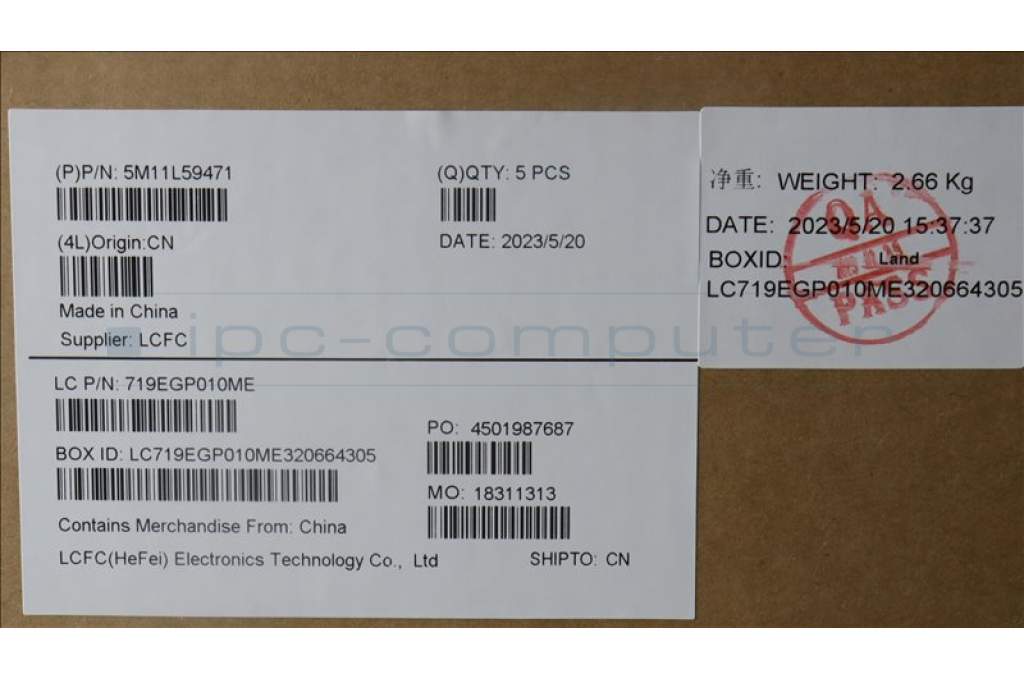 (P)P/N: 5M11L59471
(Q)QTY: 5 PCS
(4L)Origin:CN
DATE: 2023/5/20
Made in China
Supplier: LCFC
LC P/N: 719EGP010ME
PO: 4501987687
BOX ID: LC719EGP010ME320664305
MO: 18311313
Contains Merchandise From: China
LCFC(HeFei) Electronics Technology Co., Ltd
SHIPTO: CN
净重: WEIGHT: 2.66 Kg
DATE: 2023/5/20 15:37:37
BOXID: Land
LC719EGP010ME320664305
QA
PASS
ipc-computer